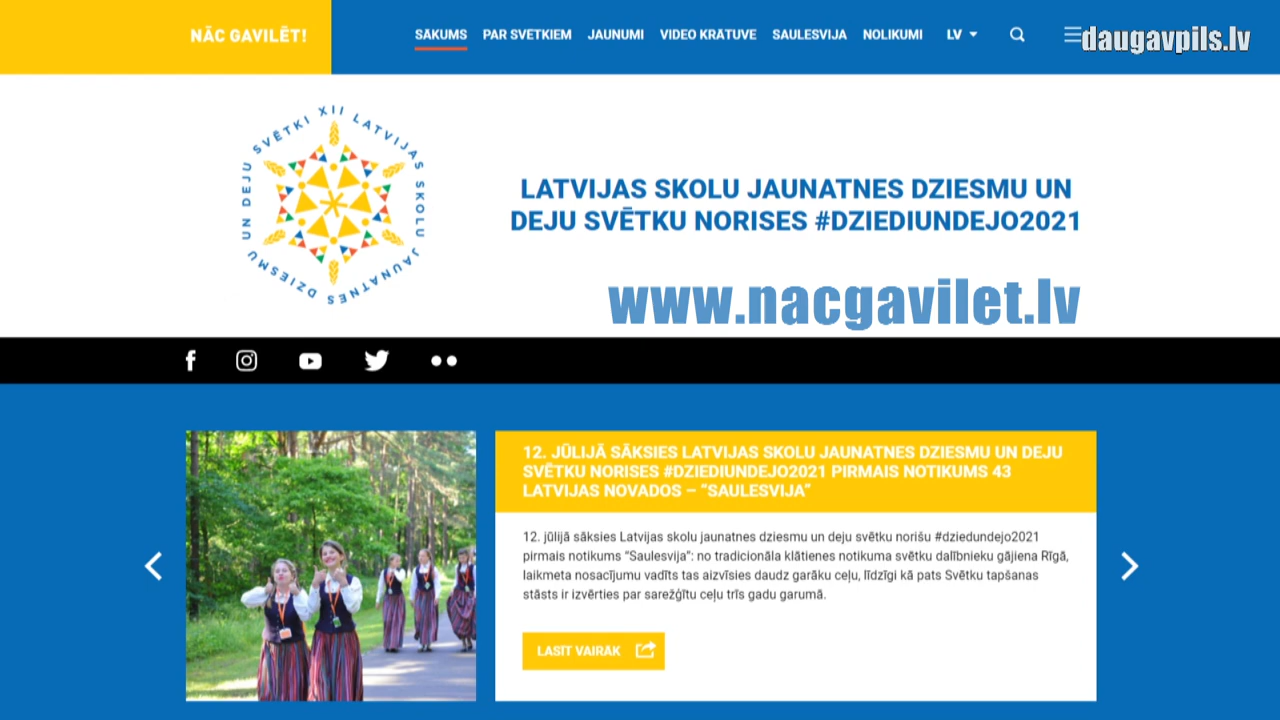 NĀC GAVILĒT!
SĀKUMS PAR SVĒTKIEM JAUNUMI VIDEO KRĀTUVE SAULESVIJA NOLIKUMI LV
daugavpils.lv
XII LATVIJAS SKOLU JAUNATNES DZIESMU UN DEJU SVĒTKI
LATVIJAS SKOLU JAUNATNES DZIESMU UN
DEJU SVĒTKU NORISES #DZIEDIUNDEJO2021
www.nacgavilet.lv
12. JŪLIJĀ SĀKSIES LATVIJAS SKOLU JAUNATNES DZIESMU UN DEJU
SVĒTKU NORISES #DZIEDIUNDEJO2021 PIRMAIS NOTIKUMS 43
LATVIJAS NOVADOS – “SAULESVIJA”
12. jūlijā sāksies Latvijas skolu jaunatnes dziesmu un deju svētku norišu #dziedundejo2021
pirmais notikums “Saulesvija”: no tradicionāla klātienes notikuma svētku dalībnieku gājiena Rīgā,
laikmeta nosacījumu vadīts tas aizvīsies daudz garāku ceļu, līdzīgi kā pats Svētku tapšanas
stāsts ir izvērties par sarežģītu ceļu trīs gadu garumā.
LASĪT VAIRĀK